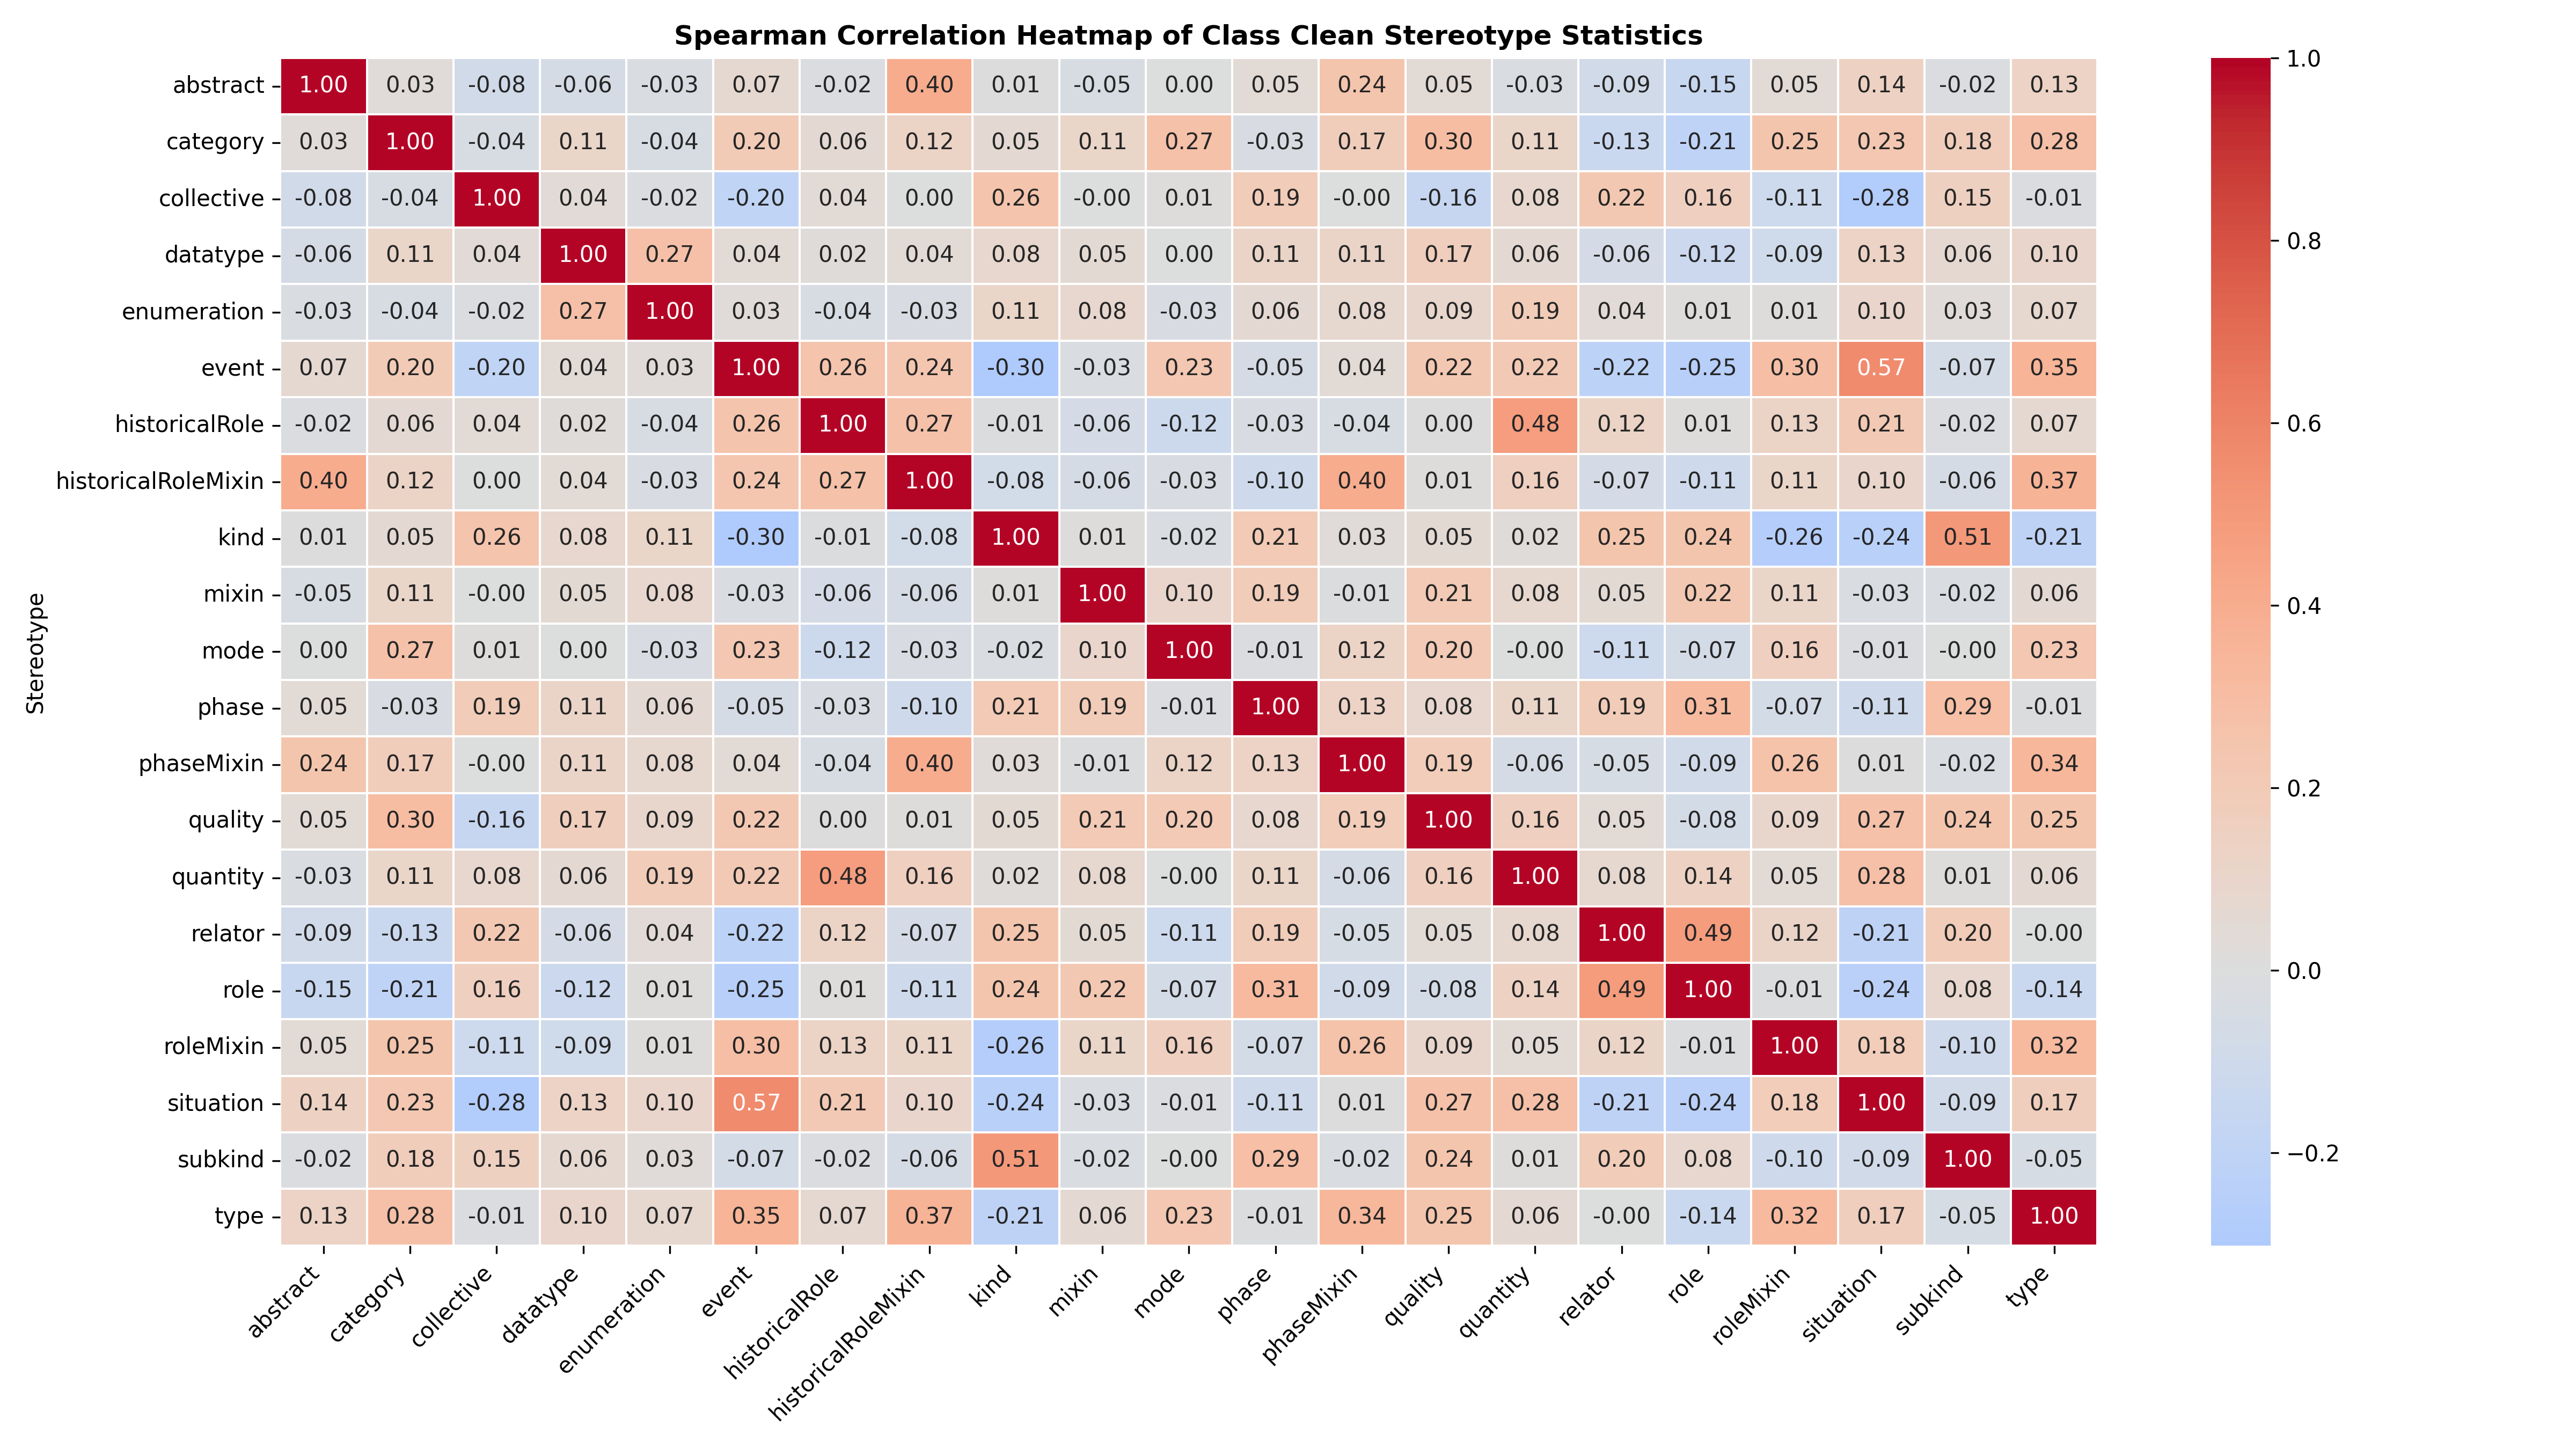 Spearman Correlation Heatmap of Class Clean Stereotype Statistics
Stereotype
abstract 1.00 0.03 -0.08 -0.06 -0.03 0.07 -0.02 0.40 0.01 -0.05 0.00 0.05 0.24 0.05 -0.03 -0.09 -0.15 0.05 0.14 -0.02 0.13
category 0.03 1.00 -0.04 0.11 -0.04 0.20 0.06 0.12 0.05 0.11 0.27 -0.03 0.17 0.30 0.11 -0.13 -0.21 0.25 0.23 0.18 0.28
collective -0.08 -0.04 1.00 0.04 -0.02 -0.20 0.04 0.00 0.26 -0.00 0.01 0.19 -0.00 -0.16 0.08 0.22 0.16 -0.11 -0.28 0.15 -0.01
datatype -0.06 0.11 0.04 1.00 0.27 0.04 0.02 0.04 0.08 0.05 0.00 0.11 0.11 0.17 0.06 -0.06 -0.12 -0.09 0.13 0.06 0.10
enumeration -0.03 -0.04 -0.02 0.27 1.00 0.03 -0.04 -0.03 0.11 0.08 -0.03 0.06 0.08 0.09 0.19 0.04 0.01 0.01 0.10 0.03 0.07
event 0.07 0.20 -0.20 0.04 0.03 1.00 0.26 0.24 -0.30 -0.03 0.23 -0.05 0.04 0.22 0.22 -0.22 -0.25 0.30 0.57 -0.07 0.35
historicalRole -0.02 0.06 0.04 0.02 -0.04 0.26 1.00 0.27 -0.01 -0.06 -0.12 -0.03 -0.04 0.00 0.48 0.12 0.01 0.13 0.21 -0.02 0.07
historicalRoleMixin 0.40 0.12 0.00 0.04 -0.03 0.24 0.27 1.00 -0.08 -0.06 -0.03 -0.10 0.40 0.01 0.16 -0.07 -0.11 0.11 0.10 -0.06 0.37
kind 0.01 0.05 0.26 0.08 0.11 -0.30 -0.01 -0.08 1.00 0.01 -0.02 0.21 0.03 0.05 0.02 0.25 0.24 -0.26 -0.24 0.51 -0.21
mixin -0.05 0.11 -0.00 0.05 0.08 -0.03 -0.06 -0.06 0.01 1.00 0.10 0.19 -0.01 0.21 0.08 0.05 0.22 0.11 -0.03 -0.02 0.06
mode 0.00 0.27 0.01 0.00 -0.03 0.23 -0.12 -0.03 -0.02 0.10 1.00 -0.01 0.12 0.20 -0.00 -0.11 -0.07 0.16 -0.01 -0.00 0.23
phase 0.05 -0.03 0.19 0.11 0.06 -0.05 -0.03 -0.10 0.21 0.19 -0.01 1.00 0.13 0.08 0.11 0.19 0.31 -0.07 -0.11 0.29 -0.01
phaseMixin 0.24 0.17 -0.00 0.11 0.08 0.04 -0.04 0.40 0.03 -0.01 0.12 0.13 1.00 0.19 -0.06 -0.05 -0.09 0.26 0.01 -0.02 0.34
quality 0.05 0.30 -0.16 0.17 0.09 0.22 0.00 0.01 0.05 0.21 0.20 0.08 0.19 1.00 0.16 0.05 -0.08 0.09 0.27 0.24 0.25
quantity -0.03 0.11 0.08 0.06 0.19 0.22 0.48 0.16 0.02 0.08 -0.00 0.11 -0.06 0.16 1.00 0.08 0.14 0.05 0.28 0.01 0.06
relator -0.09 -0.13 0.22 -0.06 0.04 -0.22 0.12 -0.07 0.25 0.05 -0.11 0.19 -0.05 0.05 0.08 1.00 0.49 0.12 -0.21 0.20 -0.00
role -0.15 -0.21 0.16 -0.12 0.01 -0.25 0.01 -0.11 0.24 0.22 -0.07 0.31 -0.09 -0.08 0.14 0.49 1.00 -0.01 -0.24 0.08 -0.14
roleMixin 0.05 0.25 -0.11 -0.09 0.01 0.30 0.13 0.11 -0.26 0.11 0.16 -0.07 0.26 0.09 0.05 0.12 -0.01 1.00 0.18 -0.10 0.32
situation 0.14 0.23 -0.28 0.13 0.10 0.57 0.21 0.10 -0.24 -0.03 -0.01 -0.11 0.01 0.27 0.28 -0.21 -0.24 0.18 1.00 -0.09 0.17
subkind -0.02 0.18 0.15 0.06 0.03 -0.07 -0.02 -0.06 0.51 -0.02 -0.00 0.29 -0.02 0.24 0.01 0.20 0.08 -0.10 -0.09 1.00 -0.05
type 0.13 0.28 -0.01 0.10 0.07 0.35 0.07 0.37 -0.21 0.06 0.23 -0.01 0.34 0.25 0.06 -0.00 -0.14 0.32 0.17 -0.05 1.00
abstract category collective datatype enumeration event historicalRole historicalRoleMixin kind mixin mode phase phaseMixin quality quantity relator role roleMixin situation subkind type
1.0
0.8
0.6
0.4
0.2
0.0
−0.2